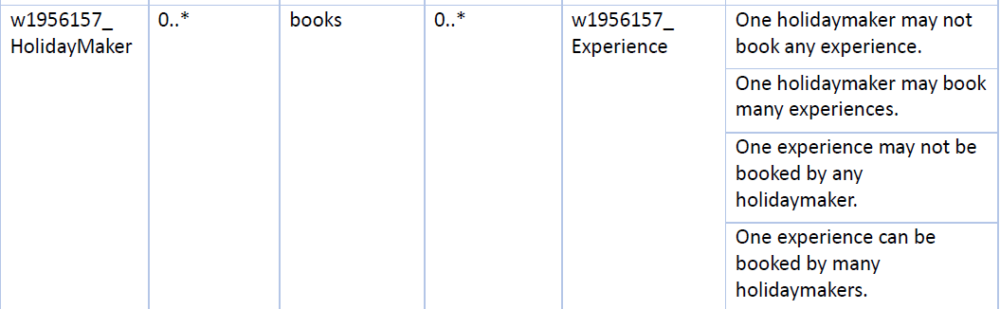 w1956157_
HolidayMaker
0..*
books
0..*
w1956157_
Experience
One holidaymaker may not
book any experience.
One holidaymaker may book
many experiences.
One experience may not be
booked by any
holidaymaker.
One experience can be
booked by many
holidaymakers.